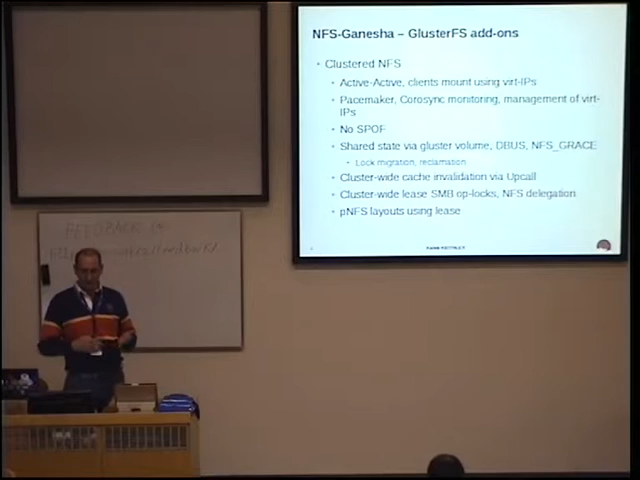 NFS-Ganesha – GlusterFS add-ons
• Clustered NFS
• Active-Active, clients mount using virt-IPs
• Pacemaker, Corosync monitoring, management of virt-
IPs
• No SPOF
• Shared state via gluster volume, DBUS, NFS_GRACE
• Lock migration, reclamation
• Cluster-wide cache invalidation via Upcall
• Cluster-wide lease SMB op-locks, NFS delegation
• pNFS layouts using lease
FEEDBACK